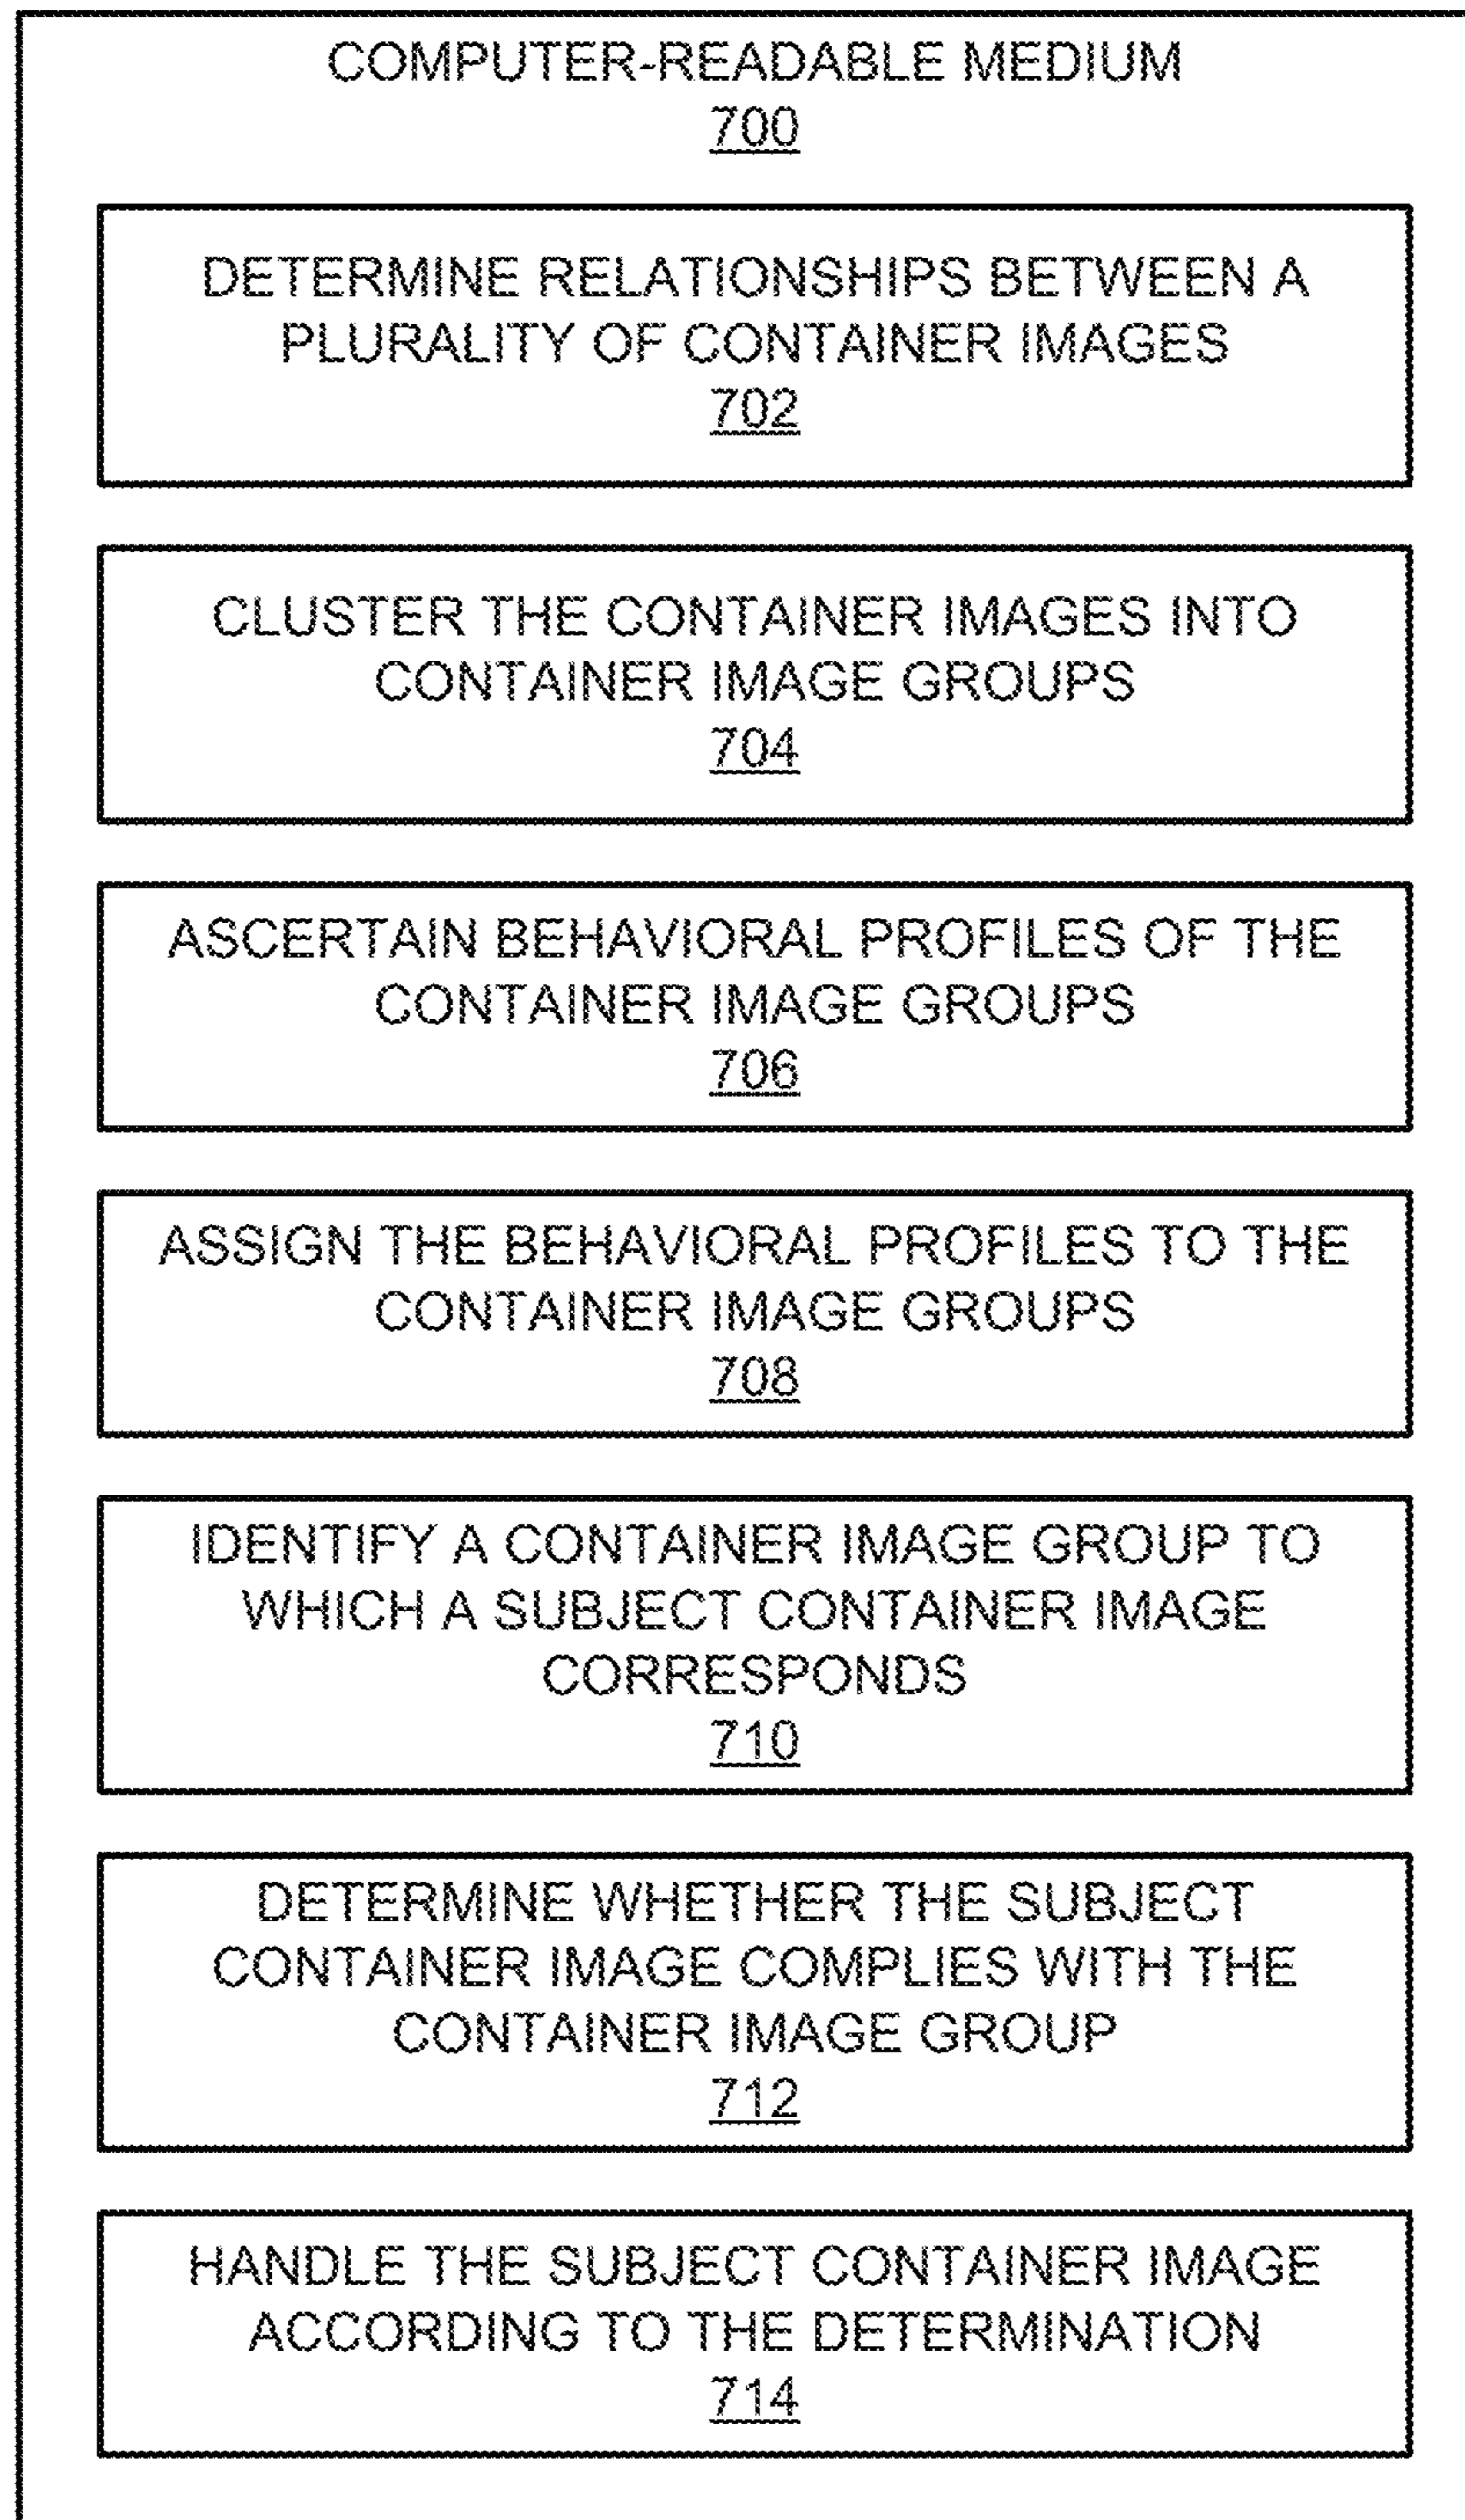 COMPUTER-READABLE MEDIUM
700
DETERMINE RELATIONSHIPS BETWEEN A
PLURALITY OF CONTAINER IMAGES
702
CLUSTER THE CONTAINER IMAGES INTO
CONTAINER IMAGE GROUPS
704
ASCERTAIN BEHAVIORAL PROFILES OF THE
CONTAINER IMAGE GROUPS
706
ASSIGN THE BEHAVIORAL PROFILES TO THE
CONTAINER IMAGE GROUPS
708
IDENTIFY A CONTAINER IMAGE GROUP TO
WHICH A SUBJECT CONTAINER IMAGE
CORRESPONDS
710
DETERMINE WHETHER THE SUBJECT
CONTAINER IMAGE COMPLIES WITH THE
CONTAINER IMAGE GROUP
712
HANDLE THE SUBJECT CONTAINER IMAGE
ACCORDING TO THE DETERMINATION
714